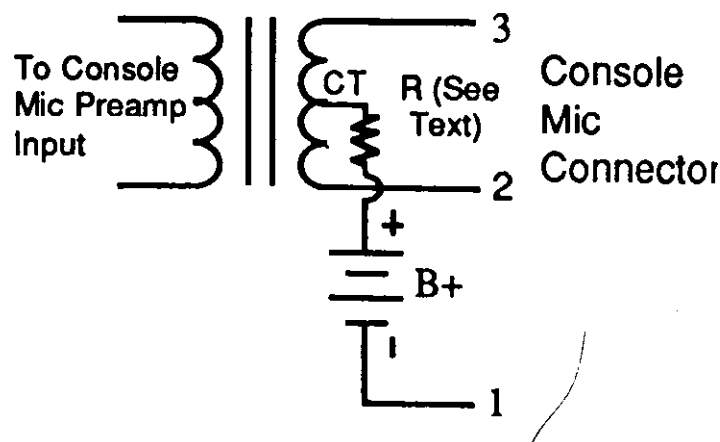 3
To Console
Mic Preamp
Input
CT
R (See
Text)
Console
Mic
Connector
2
+
B+
-
1